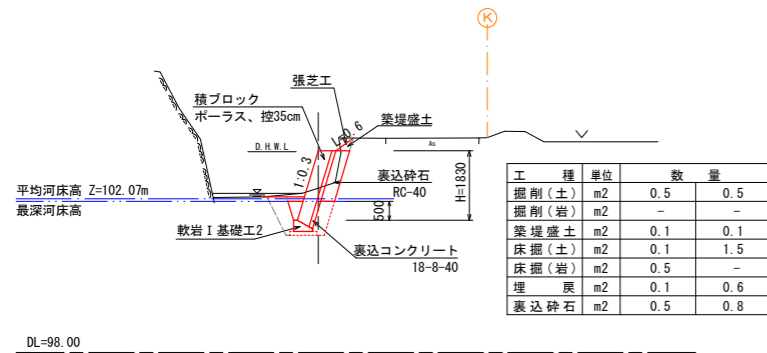 K
張芝工
積ブロック
ポーラス、控35cm
L=0.6
築堤盛土
D.H.W.L
As
1:0.3
裏込砕石
RC-40
H=1830
平均河床高 Z=102.07m
最深河床高
500
軟岩Ⅰ基礎工2
裏込コンクリート
18-8-40
工 種 単位 数 量
掘削(土) m2 0.5 0.5
掘削(岩) m2 - -
築堤盛土 m2 0.1 0.1
床掘(土) m2 0.1 1.5
床掘(岩) m2 0.5 -
埋 戻 m2 0.1 0.6
裏込砕石 m2 0.5 0.8
DL=98.00